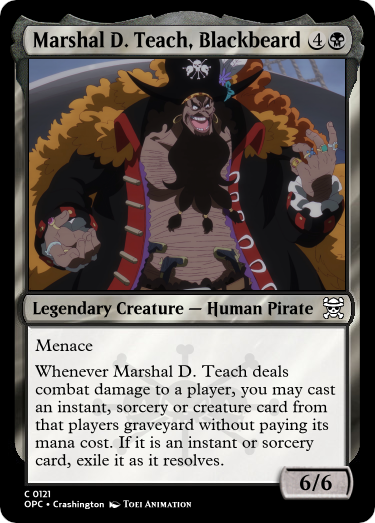 Marshal D. Teach, Blackbeard 4
Legendary Creature — Human Pirate
Menace
Whenever Marshal D. Teach deals
combat damage to a player, you may cast
an instant, sorcery or creature card from
that players graveyard without paying its
mana cost. If it is an instant or sorcery
card, exile it as it resolves.
6/6
C 0121
OPC • Crashington TOEI ANIMATION